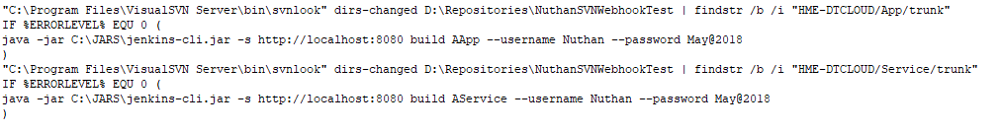 "C:\Program Files\VisualSVN Server\bin\svnlook" dirs-changed D:\Repositories\NuthanSVNWebhookTest | findstr /b /i "HME-DTCLOUD/App/trunk"
IF %ERRORLEVEL% EQU 0 (
java -jar C:\JARS\jenkins-cli.jar -s http://localhost:8080 build AApp --username Nuthan --password May@2018
)
"C:\Program Files\VisualSVN Server\bin\svnlook" dirs-changed D:\Repositories\NuthanSVNWebhookTest | findstr /b /i "HME-DTCLOUD/Service/trunk"
IF %ERRORLEVEL% EQU 0 (
java -jar C:\JARS\jenkins-cli.jar -s http://localhost:8080 build AService --username Nuthan --password May@2018
)